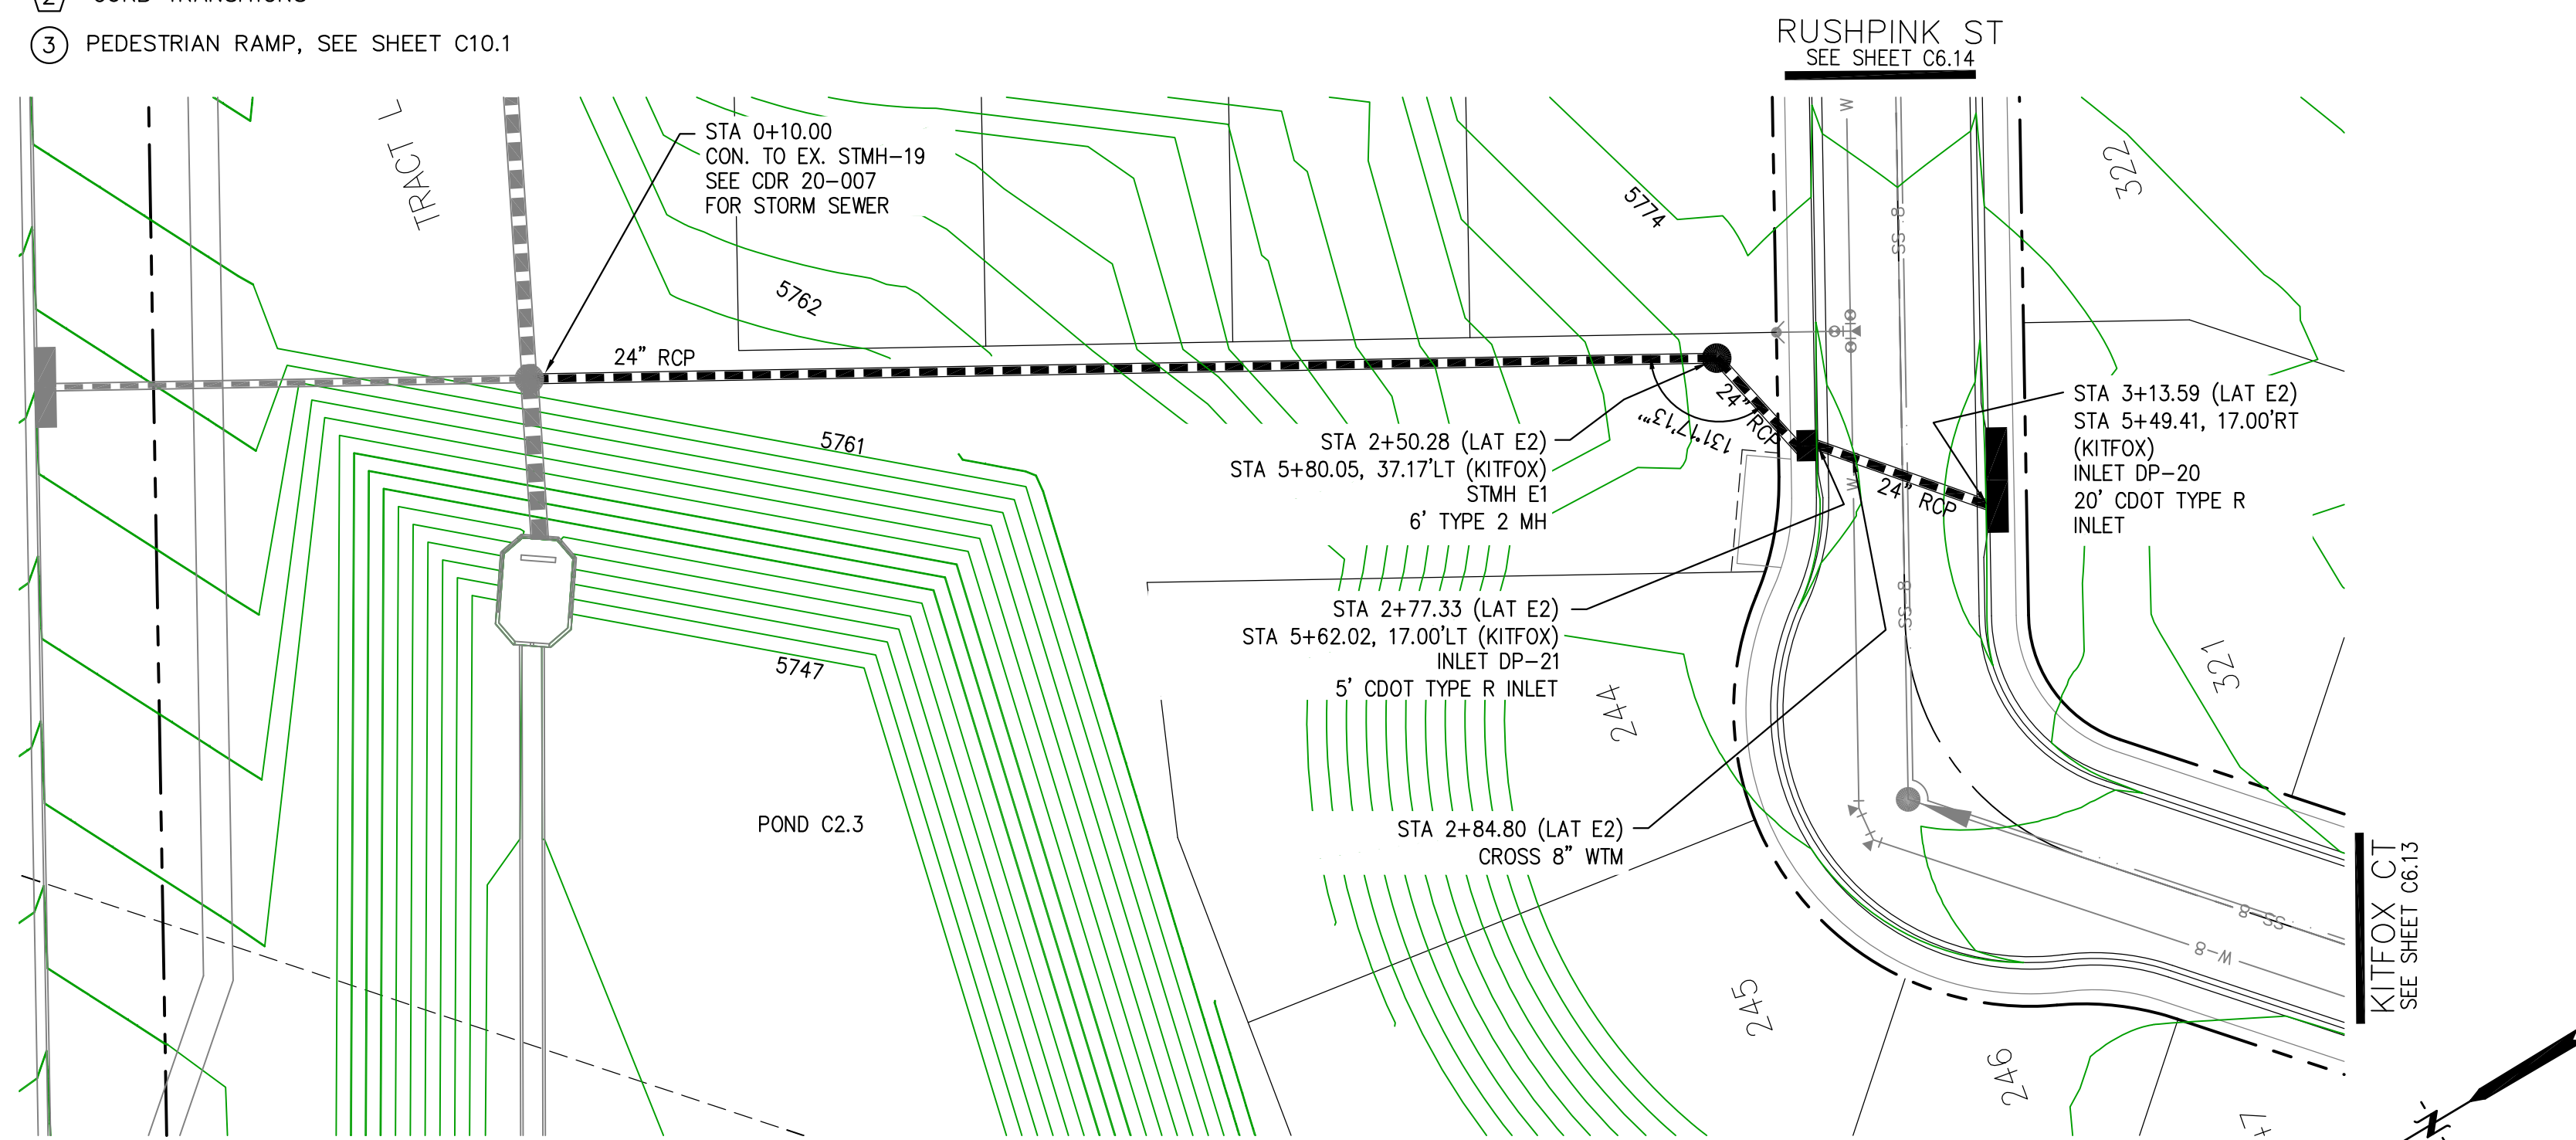 3 PEDESTRIAN RAMP, SEE SHEET C10.1
RUSHPINK ST
SEE SHEET C6.14
TRACT L
STA 0+10.00
CON. TO EX. STMH-19
SEE CDR 20-007
FOR STORM SEWER
5762
5774
322
W
SS-8
24" RCP
24" RCP
131°17'13"
24" RCP
W
5761
STA 2+50.28 (LAT E2)
STA 5+80.05, 37.17'LT (KITFOX)
STMH E1
6' TYPE 2 MH
STA 3+13.59 (LAT E2)
STA 5+49.41, 17.00'RT
(KITFOX)
INLET DP-20
20' CDOT TYPE R
INLET
STA 2+77.33 (LAT E2)
STA 5+62.02, 17.00'LT (KITFOX)
INLET DP-21
5' CDOT TYPE R INLET
SS-8
5747
244
321
POND C2.3
STA 2+84.80 (LAT E2)
CROSS 8" WTM
KITFOX CT
SEE SHEET C6.13
SS-8
W-8
245
246
N